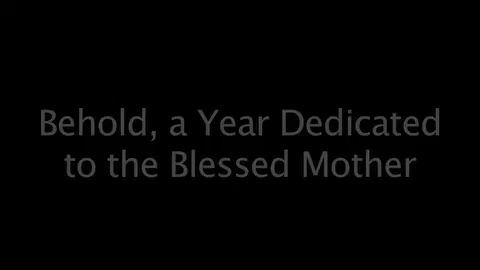 Behold, a Year Dedicated
to the Blessed Mother